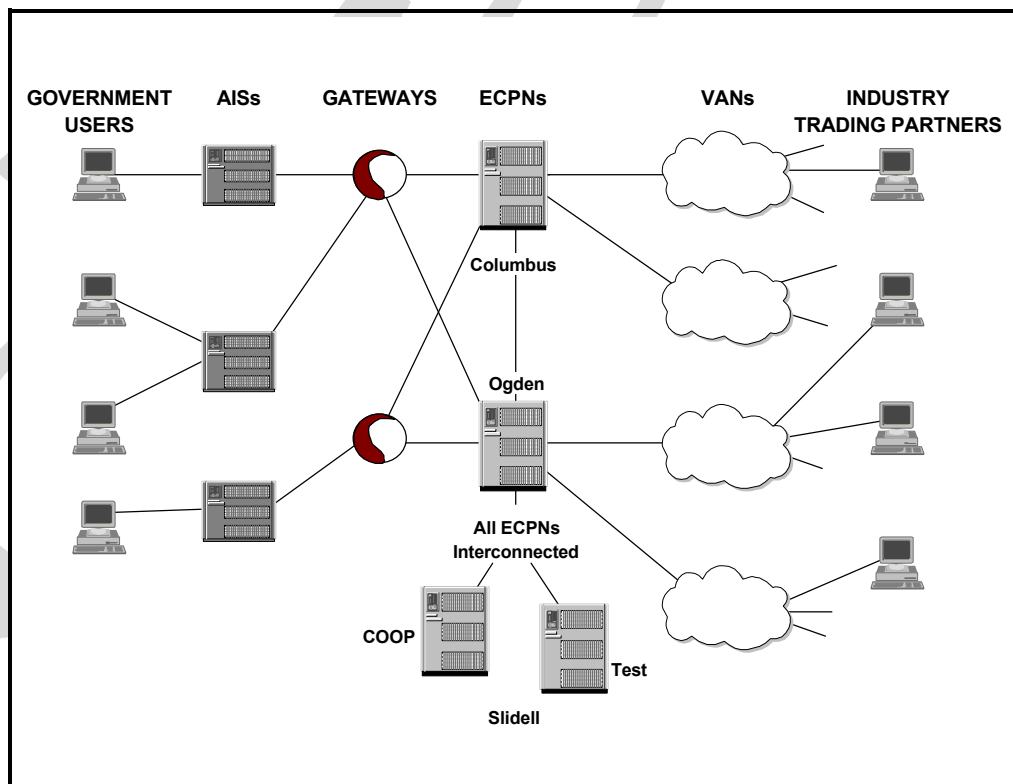 GOVERNMENT
USERS
AISs
GATEWAYS
ECPNs
VANs
INDUSTRY
TRADING PARTNERS
Columbus
Ogden
All ECPNs
Interconnected
COOP
Test
Slidell